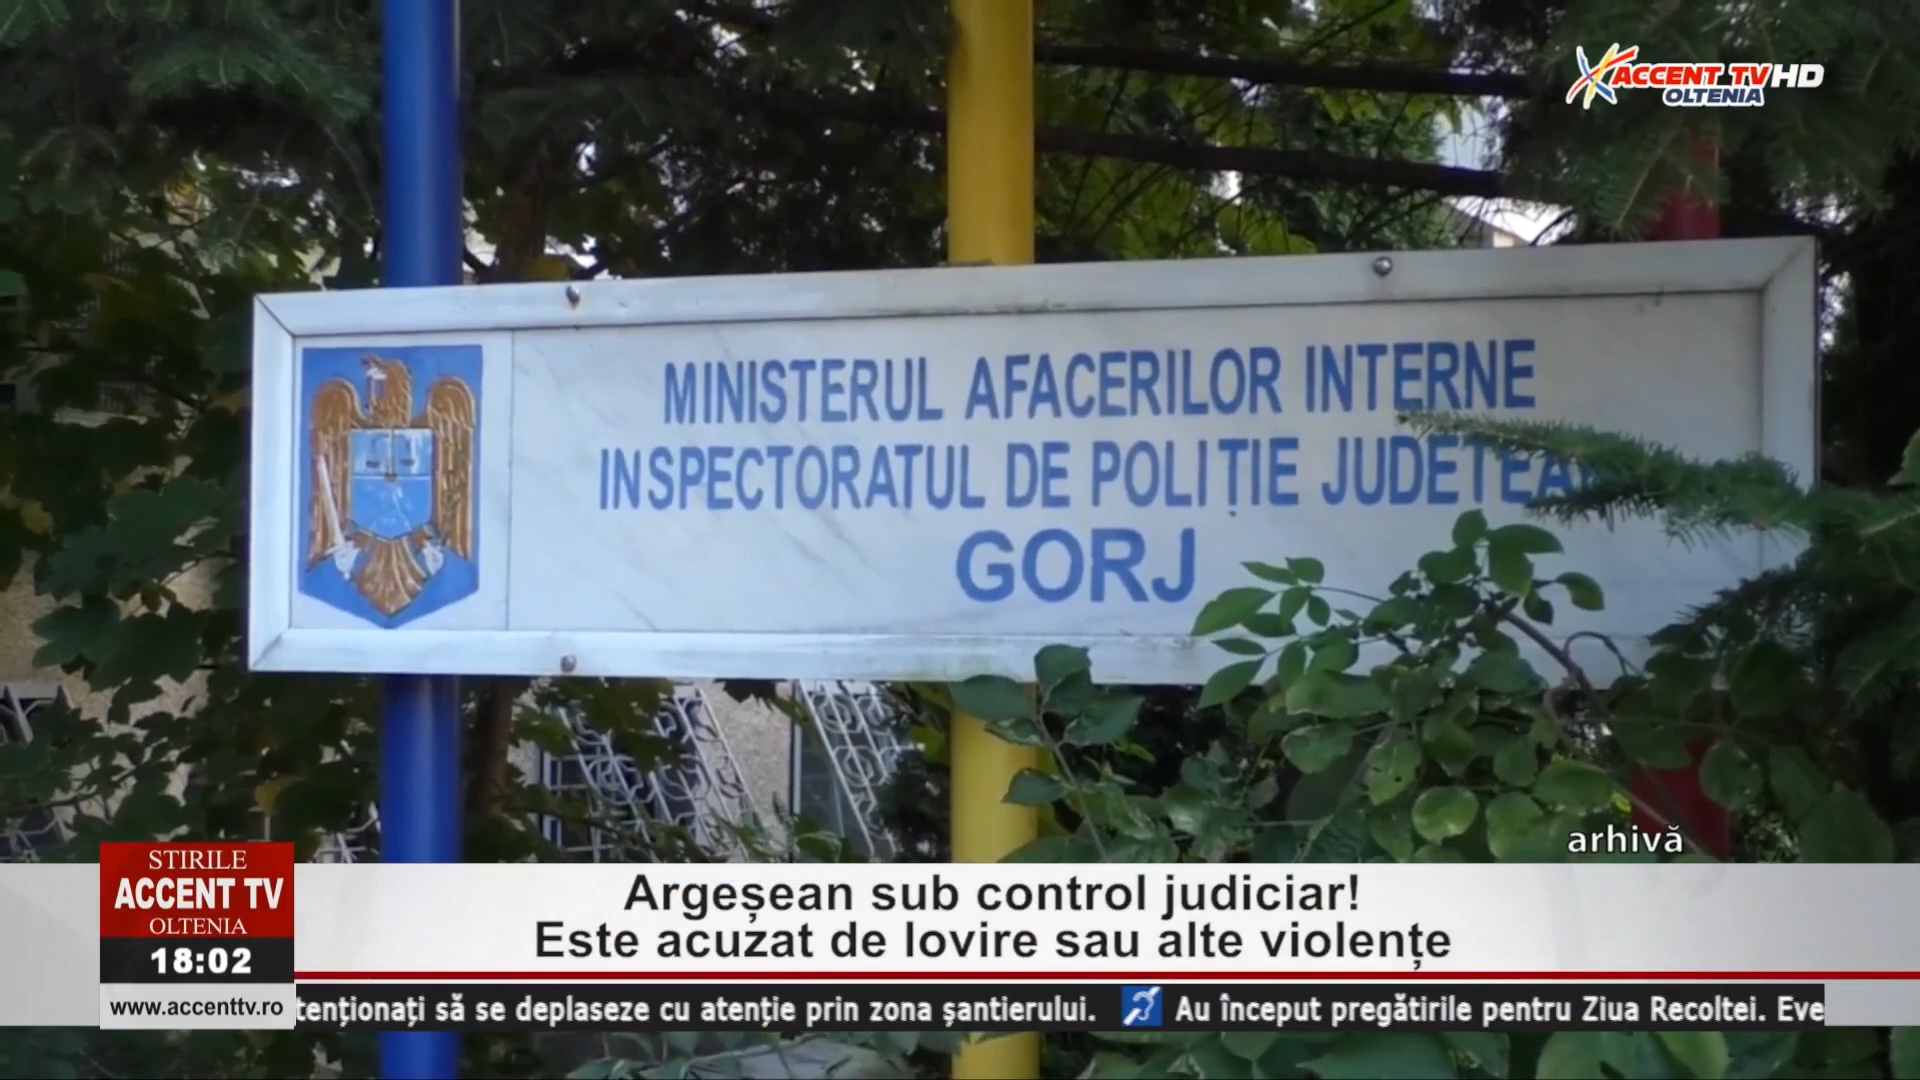 ACCENT TV HD
OLTENIA
MINISTERUL AFACERILOR INTERNE
INSPECTORATUL DE POLIȚIE
GORJ
arhivă
STIRILE
ACCENT TV
OLTENIA
18:02
www.accenttv.ro
Argeșean sub control judiciar!
Este acuzat de lovire sau alte violențe
tenționați să se deplaseze cu atenție prin zona șantierului. Au început pregătirile pentru Ziua Recoltei. Eve